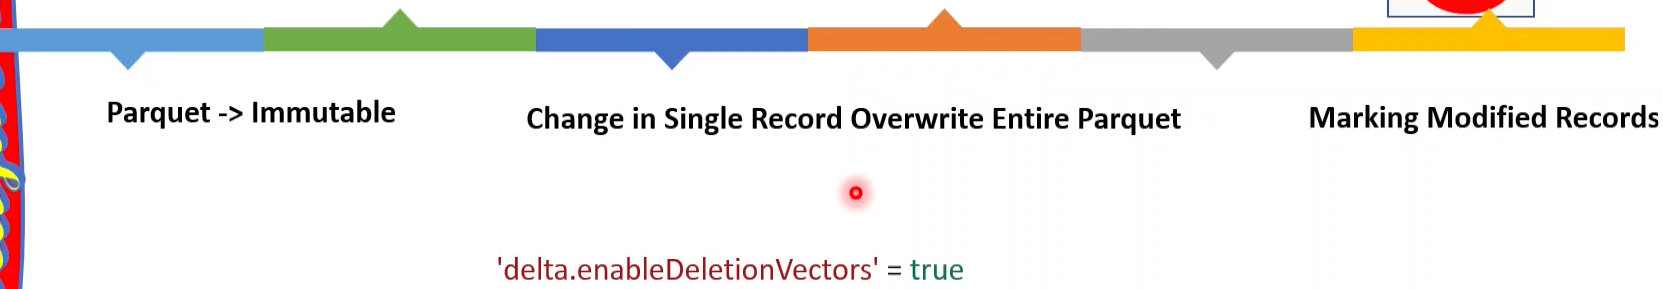 Parquet -> Immutable
Change in Single Record Overwrite Entire Parquet
Marking Modified Records
'delta.enableDeletionVectors' = true